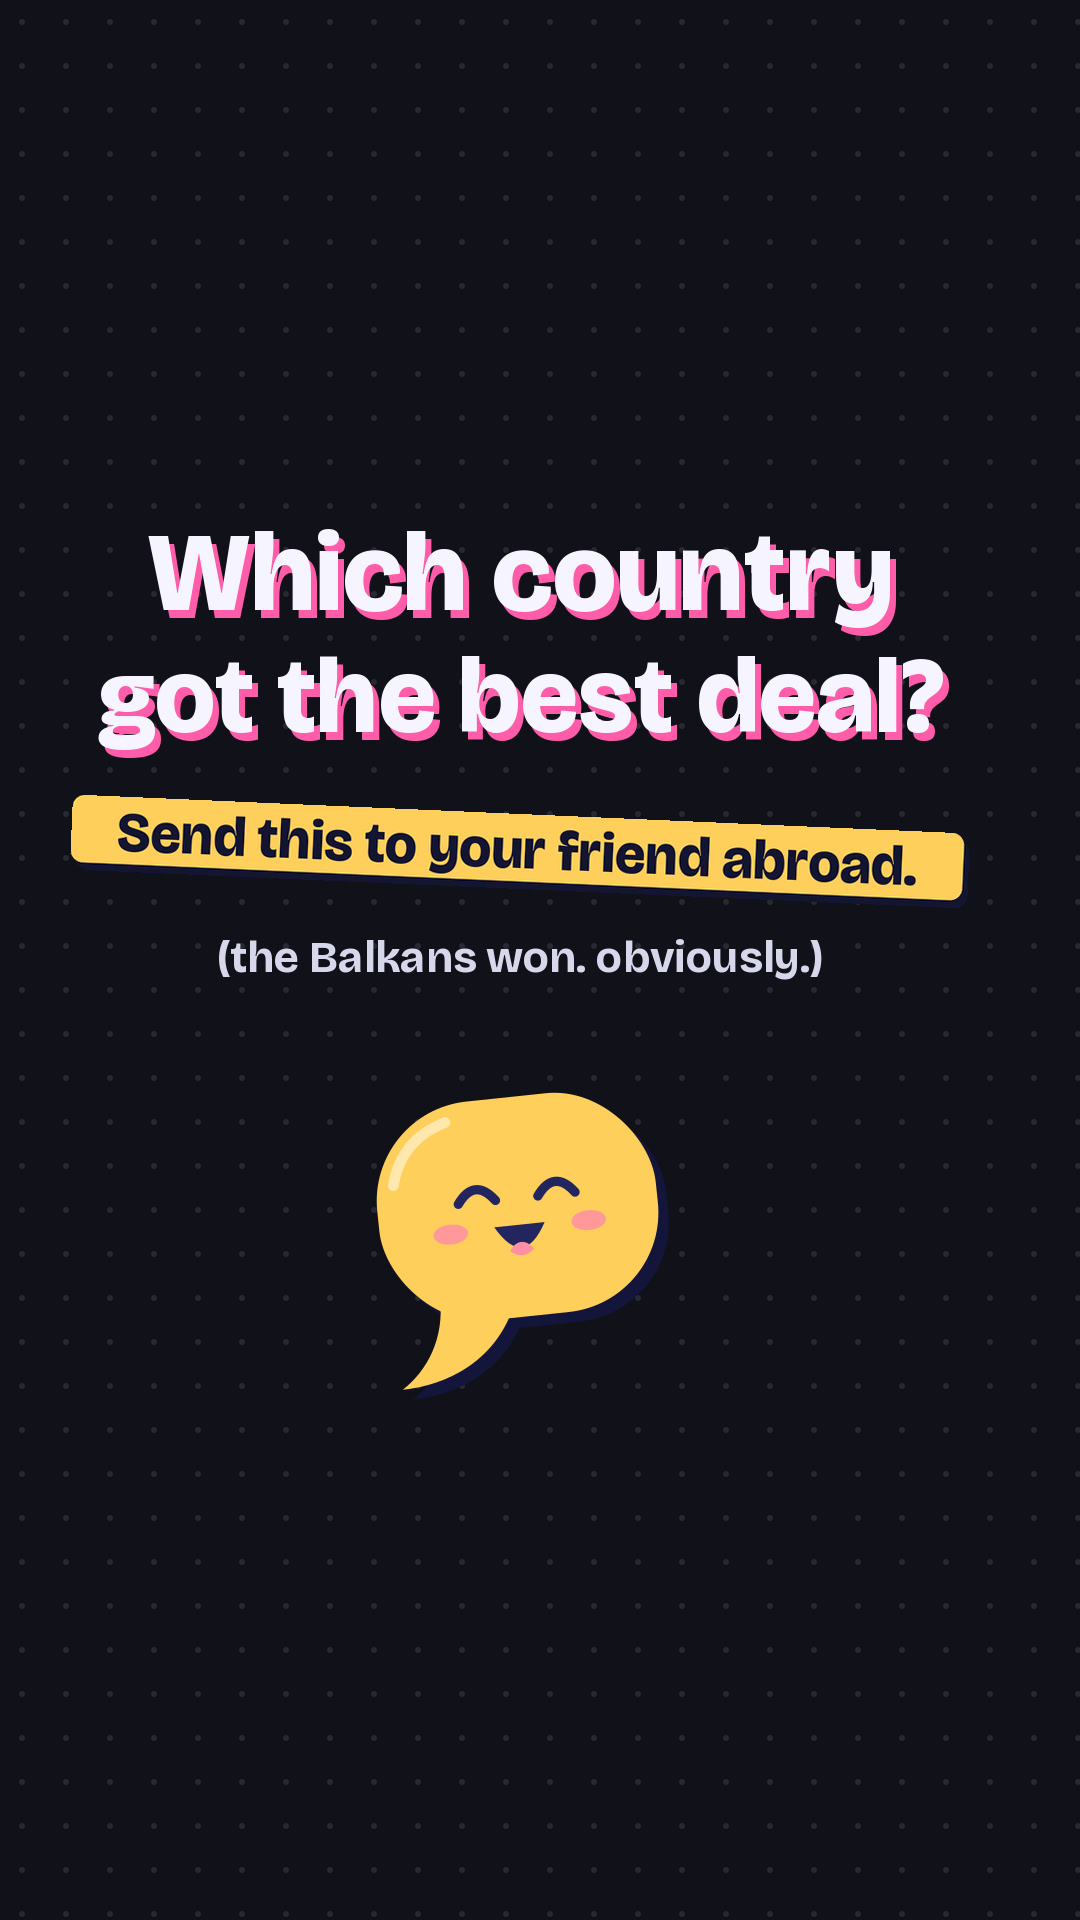 Which country
got the best deal?
Send this to your friend abroad.
(the Balkans won. obviously.)